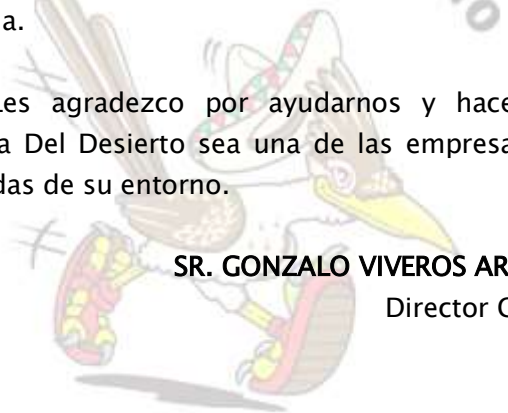 a.
Les agradezco por ayudarnos y hace
a Del Desierto sea una de las empresa
das de su entorno.
SR. GONZALO VIVEROS AR
Director